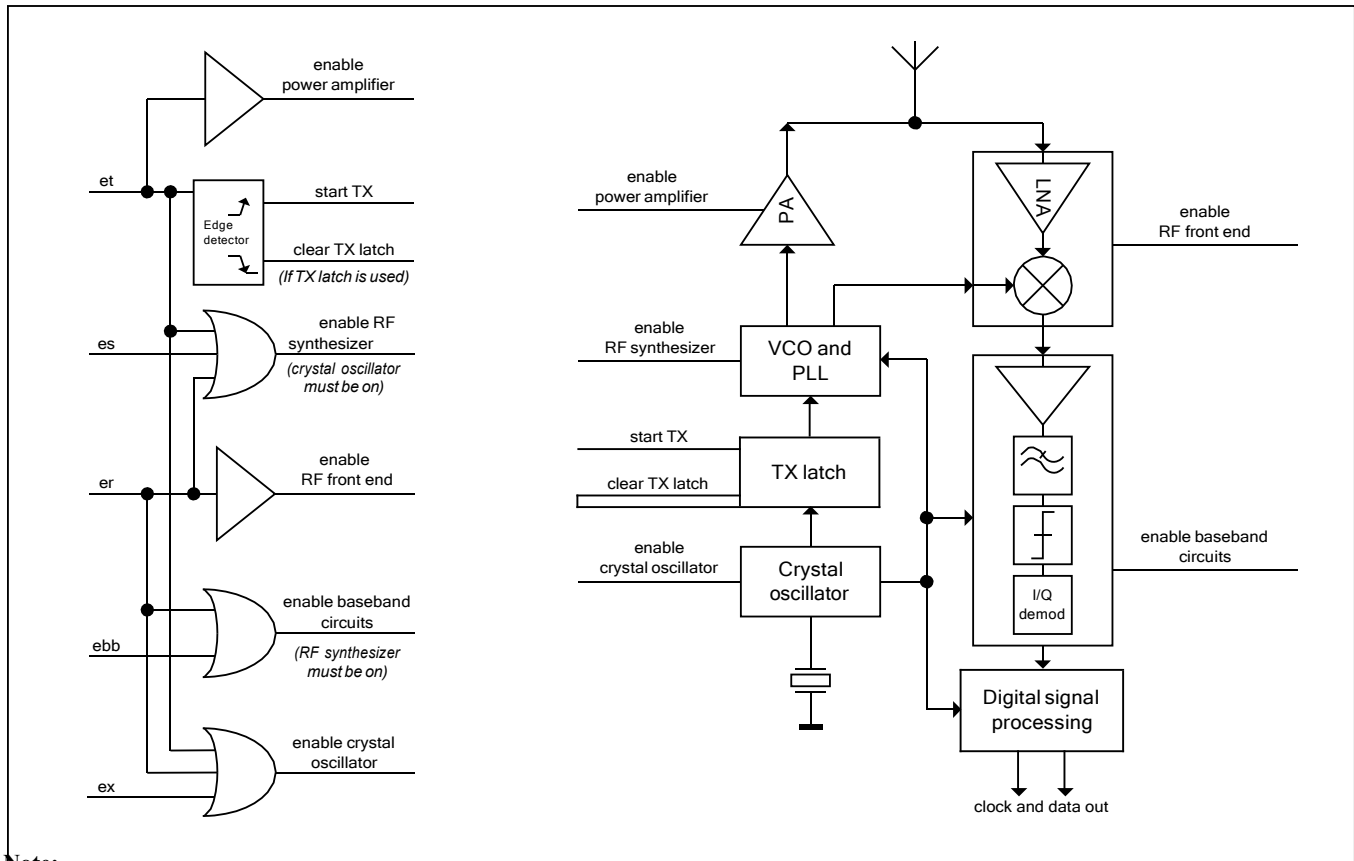 enable
power amplifier
et
start TX
Edge
detector
clear TX latch
(If TX latch is used)
enable RF
synthesizer
es
(crystal oscillator
must be on)
enable
RF front end
er
enable baseband
circuits
ebb
(RF synthesizer
must be on)
enable crystal
oscillator
ex
enable
power amplifier
PA
LNA
enable
RF front end
enable
RF synthesizer
VCO and
PLL
start TX
TX latch
clear TX latch
enable
crystal oscillator
Crystal
oscillator
I/Q
demod
enable baseband
circuits
Digital signal
processing
clock and data out